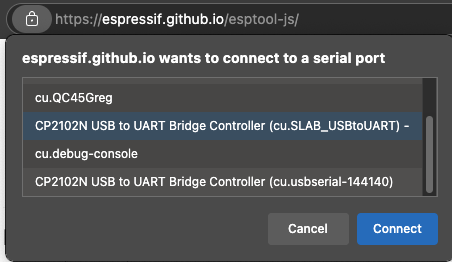 https://espressif.github.io/esptool-js/
espressif.github.io wants to connect to a serial port
cu.QC45Greg
CP2102N USB to UART Bridge Controller (cu.SLAB_USBtoUART) -
cu.debug-console
CP2102N USB to UART Bridge Controller (cu.usbserial-144140)
Cancel
Connect